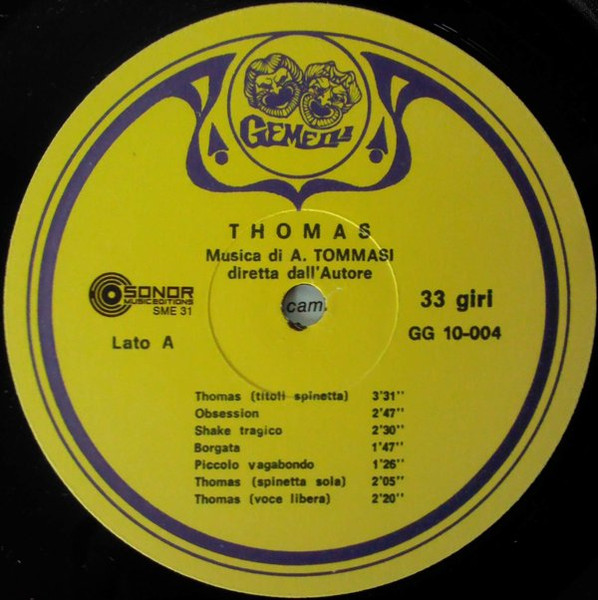 GEMELLI
THOMAS
Musica di A. TOMMASI
diretta dall'Autore
SONOR
MUSIC EDITIONS
SME 31
cam.
33 giri
Lato A
GG 10-004
Thomas (titoli spinetta) 3'31''
Obsession 2'47''
Shake tragico 2'30''
Borgata 1'47''
Piccolo vagabondo 1'26''
Thomas (spinetta sola) 2'05''
Thomas (voce libera) 2'20''